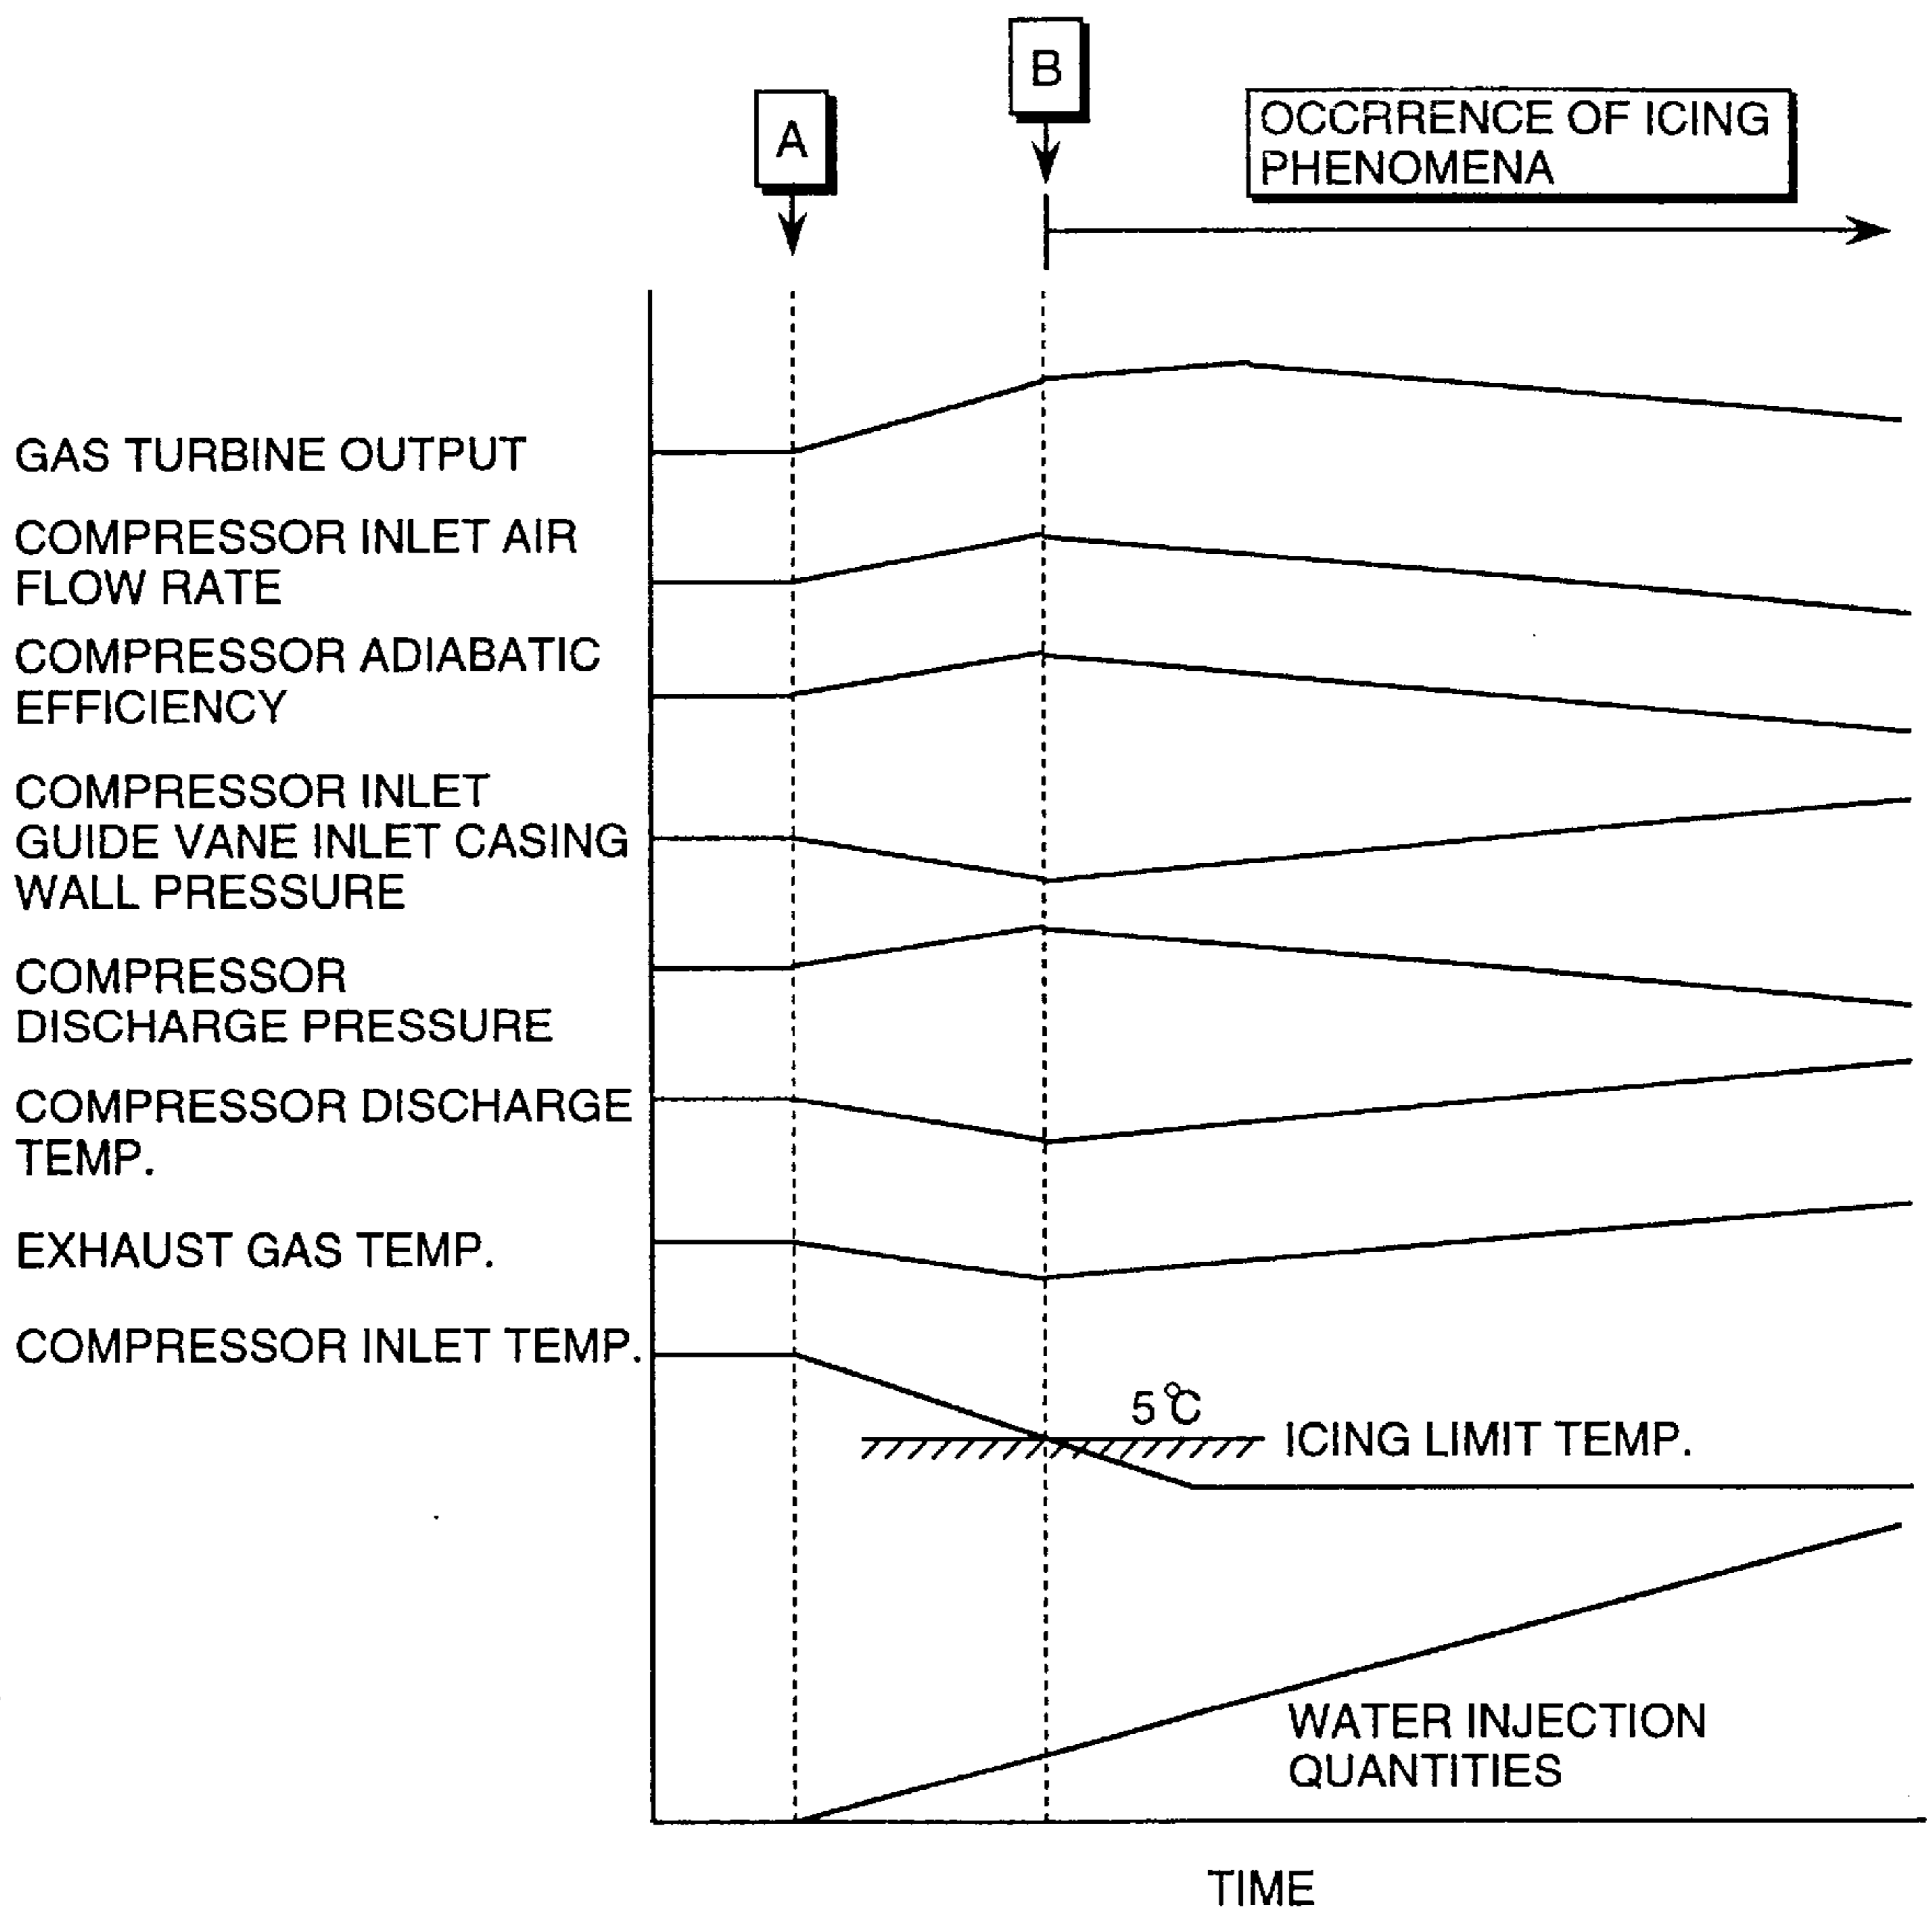 B
A
OCCRRENCE OF ICING
PHENOMENA
GAS TURBINE OUTPUT
COMPRESSOR INLET AIR
FLOW RATE
COMPRESSOR ADIABATIC
EFFICIENCY
COMPRESSOR INLET
GUIDE VANE INLET CASING
WALL PRESSURE
COMPRESSOR
DISCHARGE PRESSURE
COMPRESSOR DISCHARGE
TEMP.
EXHAUST GAS TEMP.
COMPRESSOR INLET TEMP.
5℃
ICING LIMIT TEMP.
WATER INJECTION
QUANTITIES
TIME